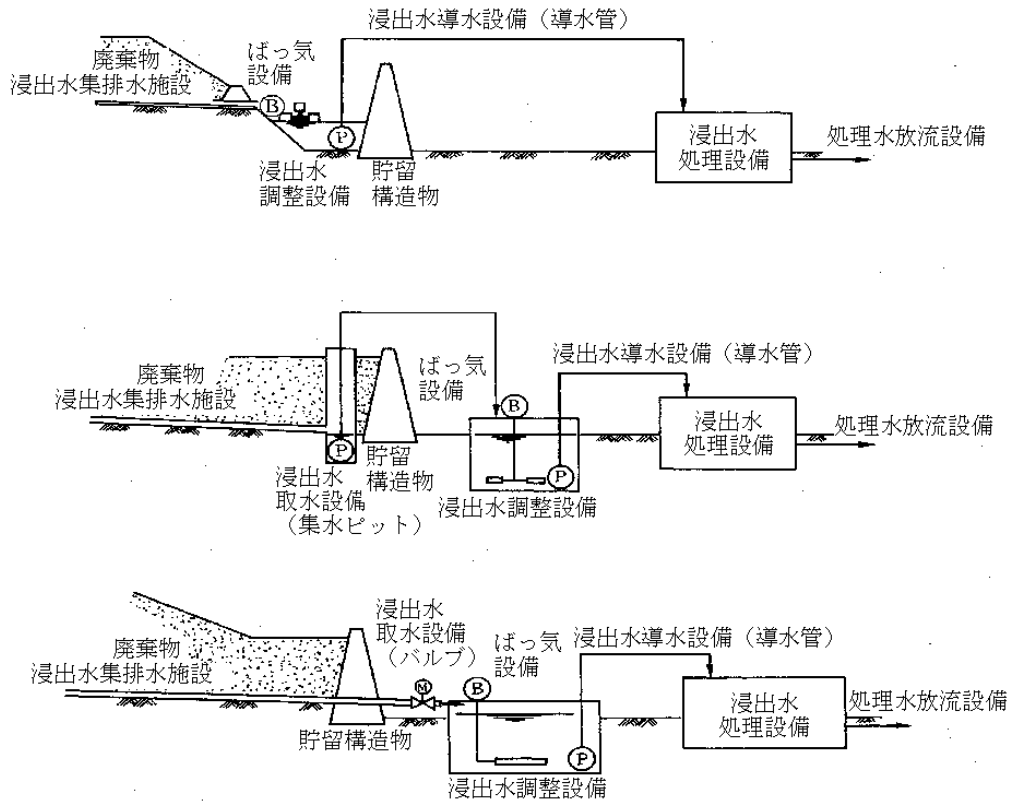 浸出水導水設備（導水管）
廃棄物
浸出水集排水施設
ばっ気
設備
B
P
浸出水
調整設備
貯留
構造物
浸出水
処理設備
処理水放流設備
廃棄物
浸出水集排水施設
ばっ気
設備
浸出水導水設備（導水管）
B
P
P
浸出水
取水設備
（集水ピット）
貯留
構造物
浸出水調整設備
浸出水
処理設備
処理水放流設備
廃棄物
浸出水集排水施設
浸出水
取水設備
（バルブ）
ばっ気
設備
浸出水導水設備（導水管）
M
B
P
貯留構造物
浸出水調整設備
浸出水
処理設備
処理水放流設備